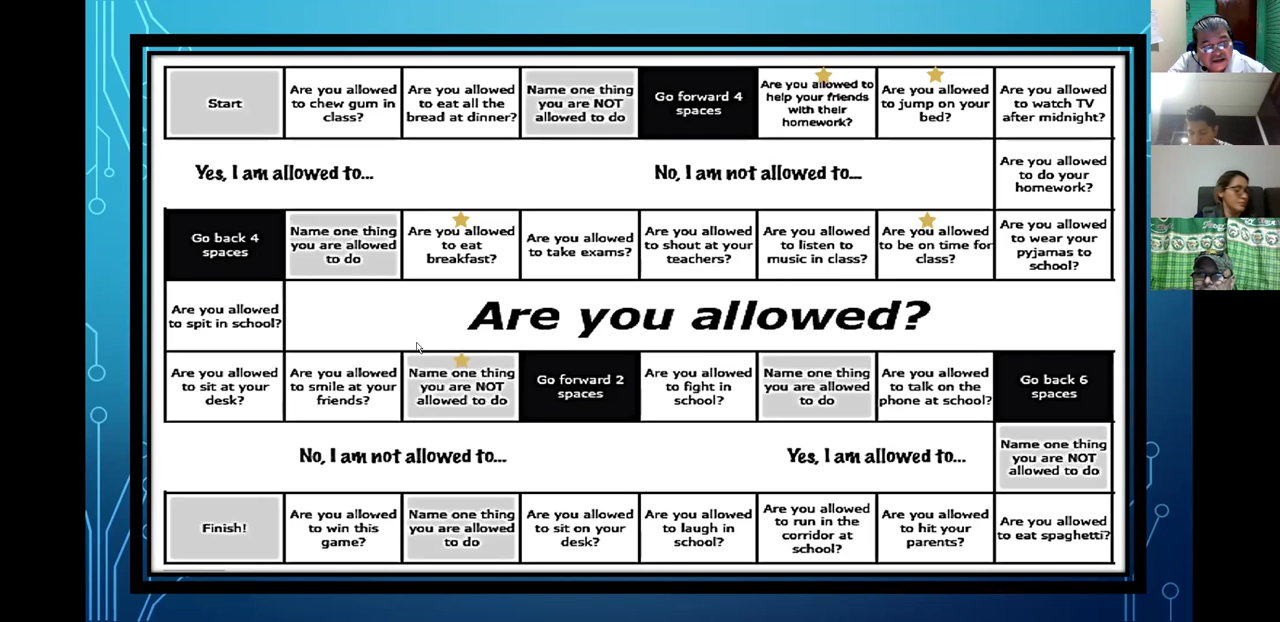 Start
Are you allowed
to chew gum in
class?
Are you allowed
to eat all the
bread at dinner?
Name one thing
you are NOT
allowed to do
Go forward 4
spaces
Are you allowed to
help your friends
with their
homework?
Are you allowed
to jump on your
bed?
Are you allowed
to watch TV
after midnight?
Yes, I am allowed to...
No, I am not allowed to...
Are you allowed
to do your
homework?
Go back 4
spaces
Name one thing
you are allowed
to do
Are you allowed
to eat
breakfast?
Are you allowed
to take exams?
Are you allowed
to shout at your
teachers?
Are you allowed
to listen to
music in class?
Are you allowed
to be on time for
class?
Are you allowed
to wear your
pyjamas to
school?
Are you allowed
to spit in school?
Are you allowed?
Are you allowed
to sit at your
desk?
Are you allowed
to smile at your
friends?
Name one thing
you are NOT
allowed to do
Go forward 2
spaces
Are you allowed
to fight in
school?
Name one thing
you are allowed
to do
Are you allowed
to talk on the
phone at school?
Go back 6
spaces
No, I am not allowed to...
Yes, I am allowed to...
Name one thing
you are NOT
allowed to do
Finish!
Are you allowed
to win this
game?
Name one thing
you are allowed
to do
Are you allowed
to sit on your
desk?
Are you allowed
to laugh in
school?
Are you allowed
to run in the
corridor at
school?
Are you allowed
to hit your
parents?
Are you allowed
to eat spaghetti?